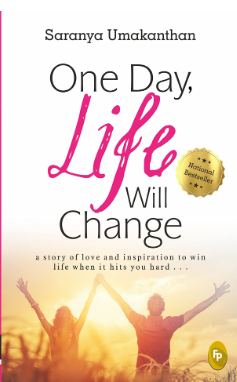 Saranya Umakanthan
One Day,
Life
Will
Change
National
Bestseller
a story of love and inspiration to win
life when it hits you hard . . .
FP